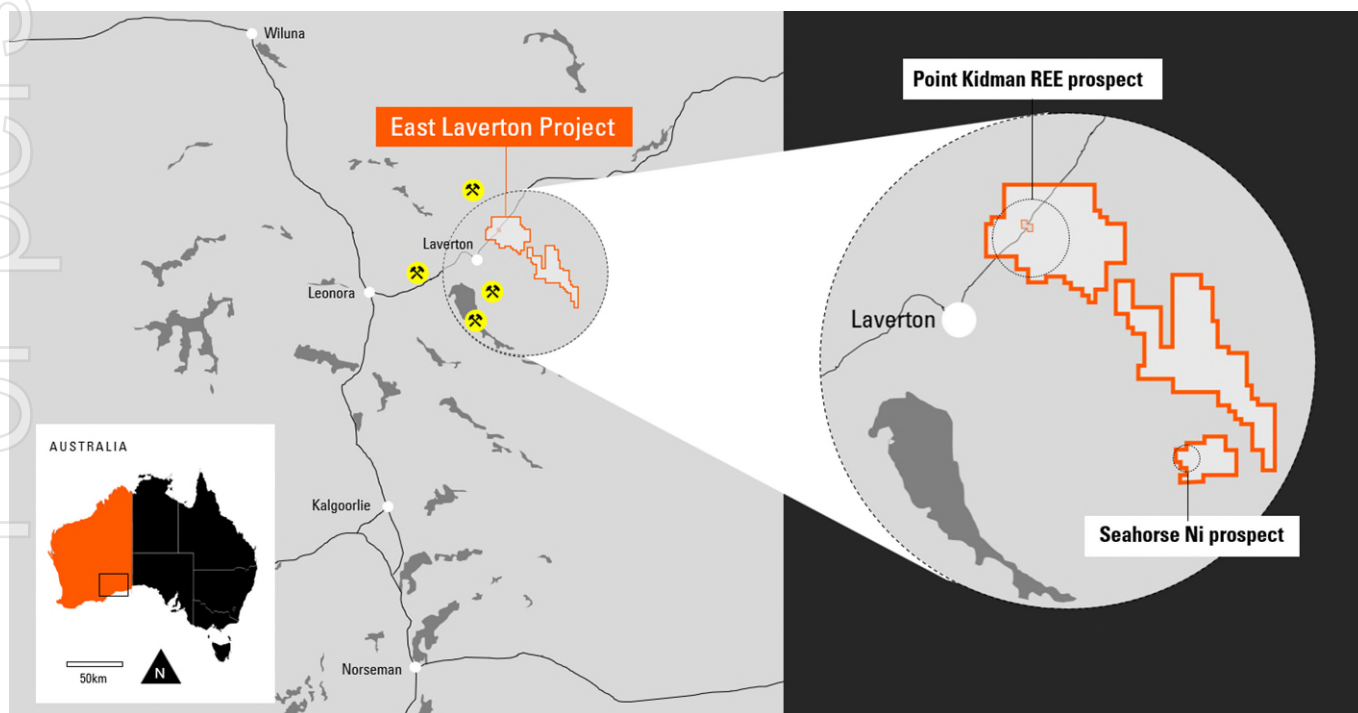 Wiluna
East Laverton Project
Laverton
Leonora
Kalgoorlie
Norseman
AUSTRALIA
50km
N
Point Kidman REE prospect
Laverton
Seahorse Ni prospect